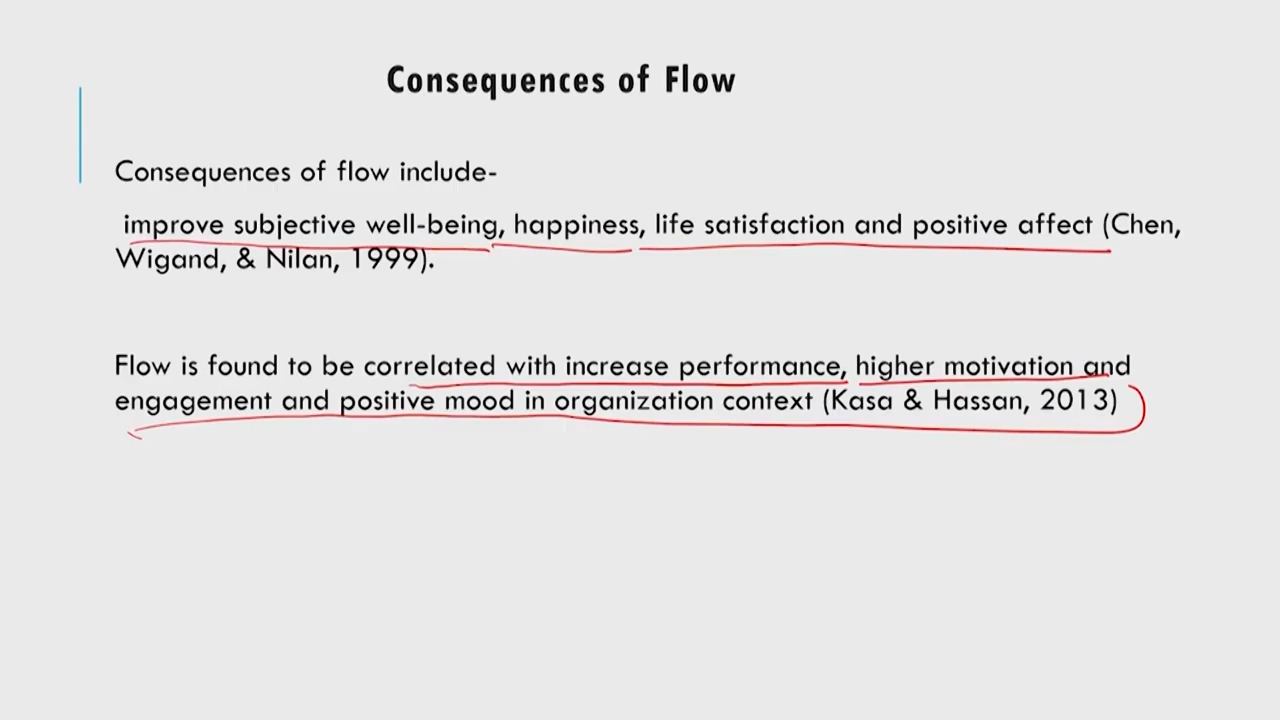 Consequences of Flow
Consequences of flow include-
improve subjective well-being, happiness, life satisfaction and positive affect (Chen,
Wigand, & Nilan, 1999).
Flow is found to be correlated with increase performance, higher motivation and
engagement and positive mood in organization context (Kasa & Hassan, 2013)